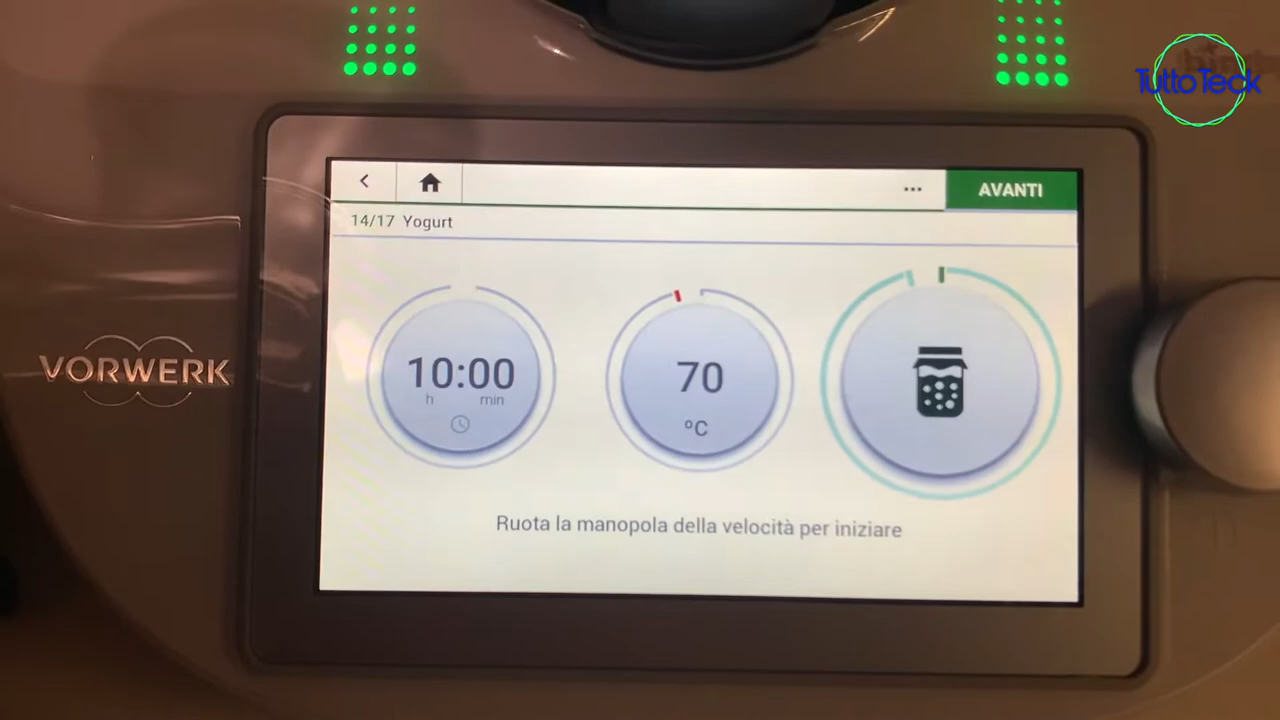 TuttoTeck
AVANTI
14/17 Yogurt
10:00
h min
70
°C
VORWERK
Ruota la manopola della velocità per iniziare